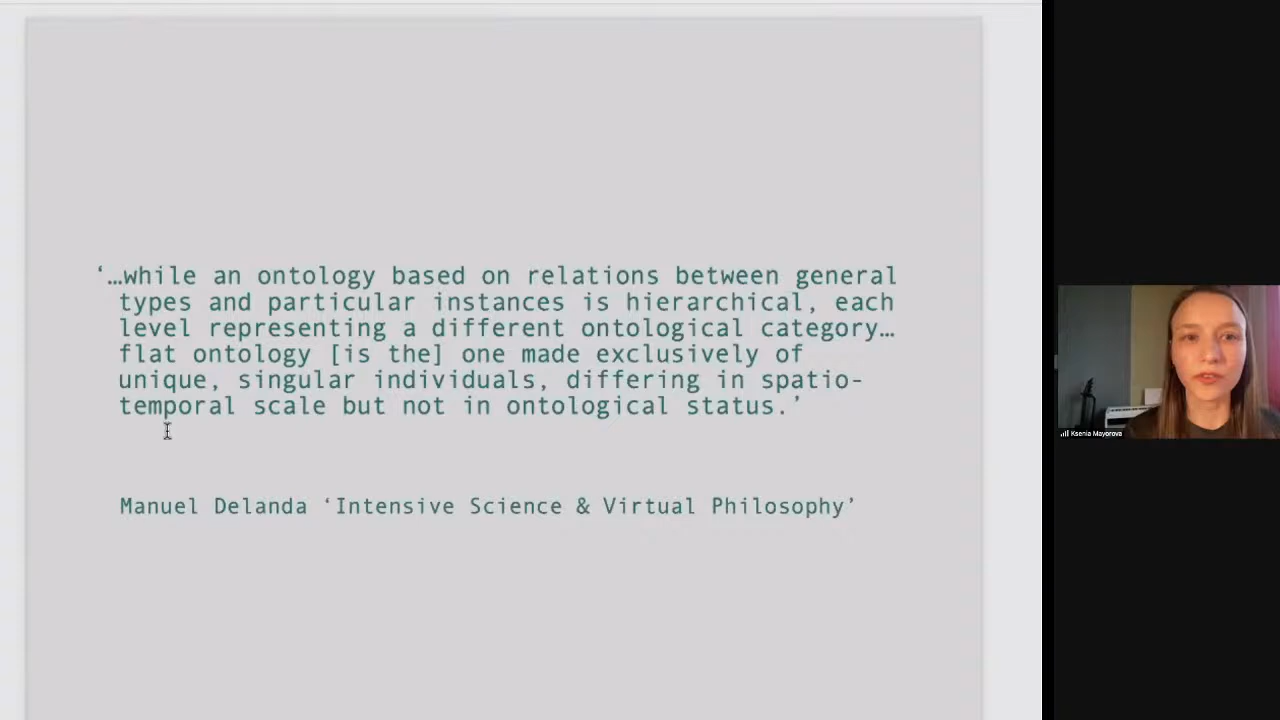 ‘…while an ontology based on relations between general
types and particular instances is hierarchical, each
level representing a different ontological category…
flat ontology [is the] one made exclusively of
unique, singular individuals, differing in spatio-
temporal scale but not in ontological status.’
Manuel Delanda ‘Intensive Science & Virtual Philosophy’
Ksenia Mayorova